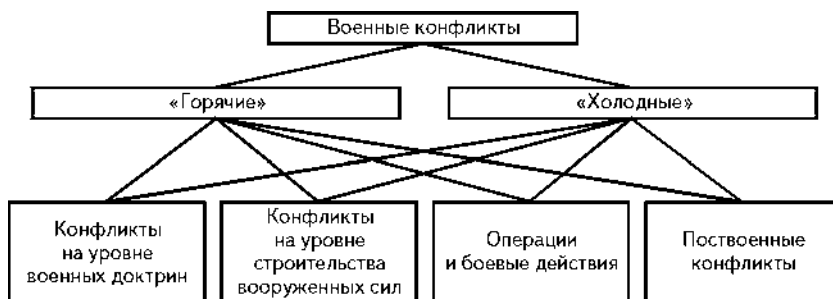 Военные конфликты
«Горячие»
«Холодные»
Конфликты
на уровне
военных доктрин
Конфликты
на уровне
строительства
вооруженных сил
Операции
и боевые действия
Поствоенные
конфликты